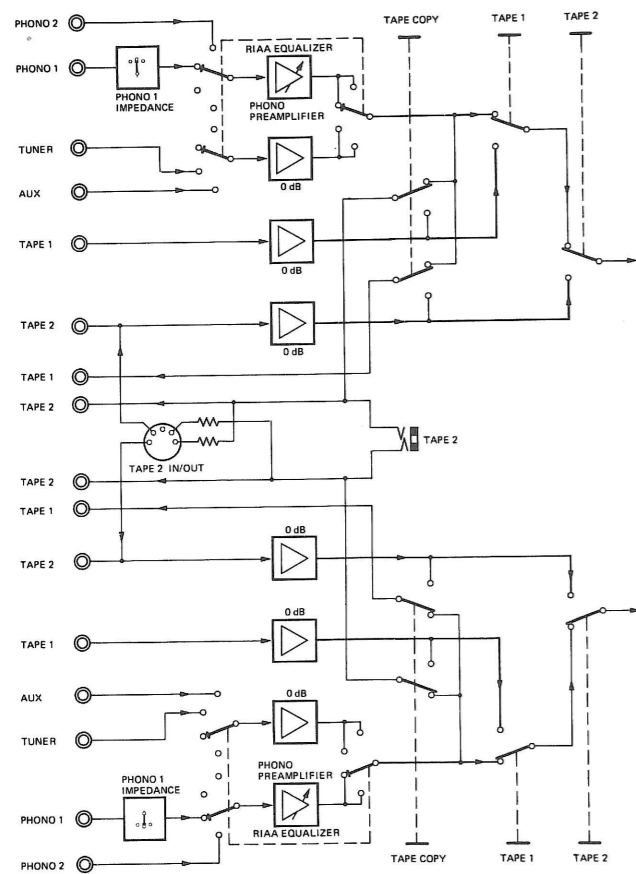 PHONO 2
TAPE COPY
TAPE 1
TAPE 2
RIAA EQUALIZER
PHONO 1
PHONO 1
IMPEDANCE
PHONO
PREAMPLIFIER
TUNER
0 dB
AUX
TAPE 1
0 dB
TAPE 2
0 dB
TAPE 1
TAPE 2
TAPE 2
TAPE 2 IN/OUT
TAPE 2
TAPE 1
0 dB
TAPE 2
0 dB
TAPE 1
AUX
0 dB
TUNER
PHONO
PREAMPLIFIER
PHONO 1
IMPEDANCE
PHONO 1
RIAA EQUALIZER
PHONO 2
TAPE COPY
TAPE 1
TAPE 2